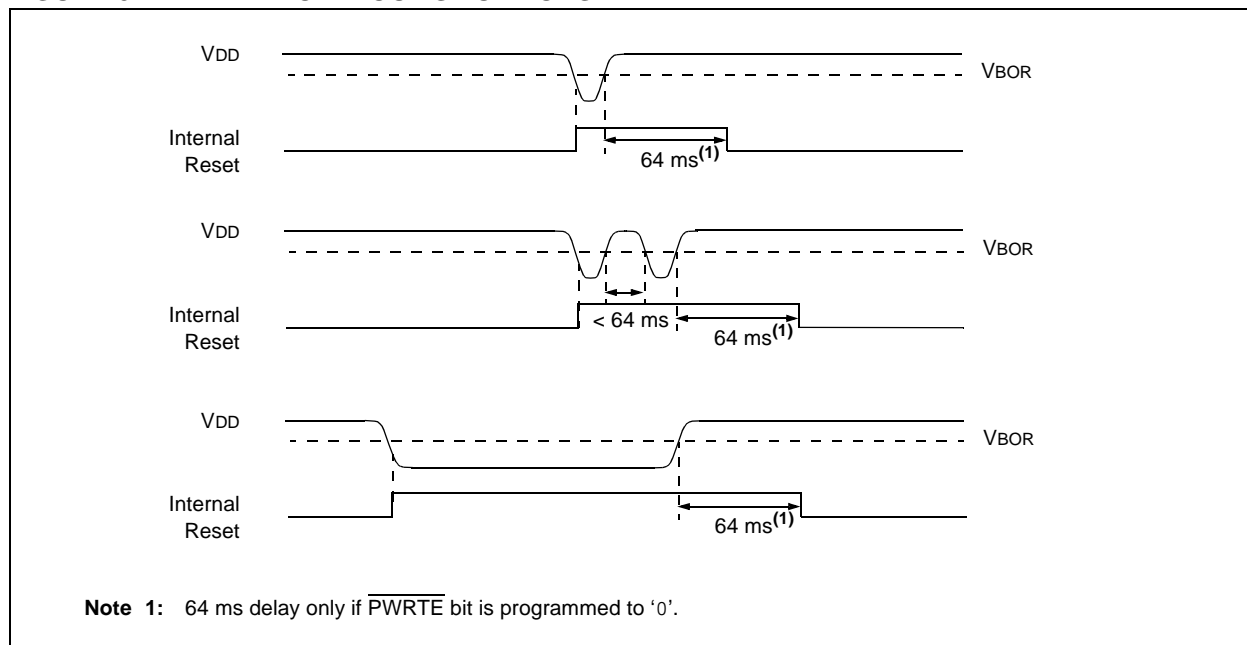 VDD
VBOR
Internal
Reset
64 ms(1)
VDD
VBOR
Internal
Reset
< 64 ms
64 ms(1)
VDD
VBOR
Internal
Reset
64 ms(1)
Note 1: 64 ms delay only if PWRTE bit is programmed to ‘0’.